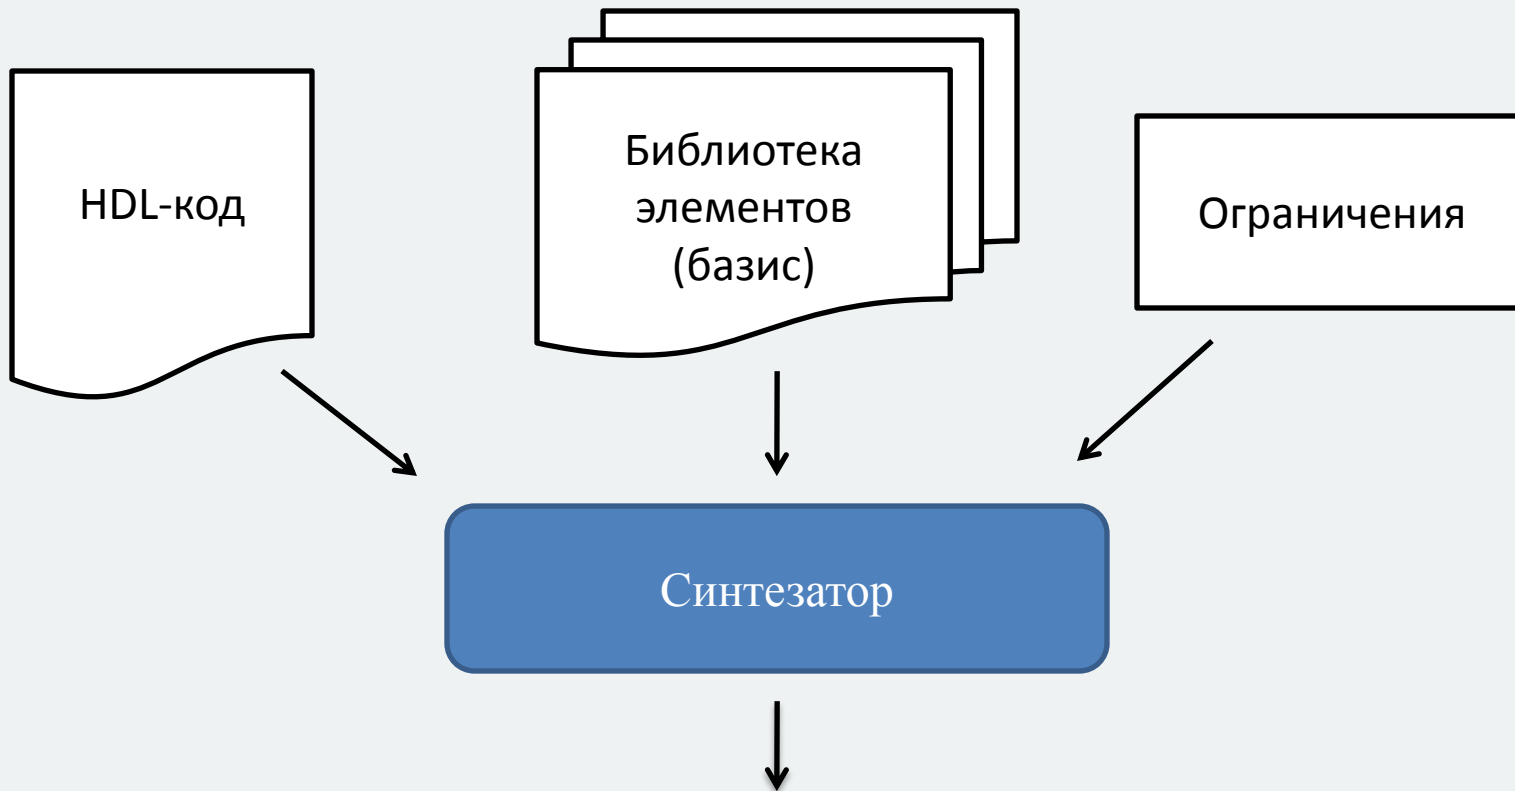 HDL-код
Библиотека
элементов
(базис)
Ограничения
Синтезатор